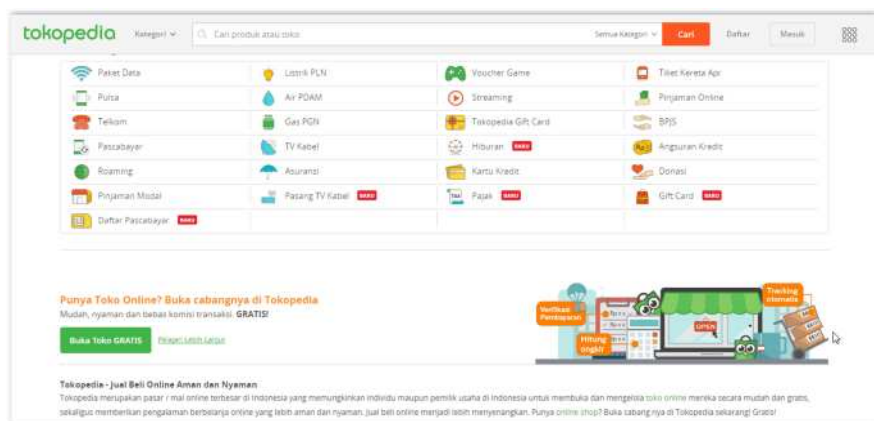 tokopedia Kategori Cari produk atau toko Semua Kategori Cari Daftar Masuk
Paket Data Listrik PLN Voucher Game Tiket Kereta Api
Pulsa Air PDAM Streaming Pinjaman Online
Telkom Gas PGN Tokopedia Gift Card BPJS
Pascabayar TV Kabel Hiburan BARU Angsuran Kredit
Roaming Asuransi Kartu Kredit Donasi
Pinjaman Modal Pasang TV Kabel BARU Pajak BARU Gift Card BARU
Daftar Pascabayar BARU
Punya Toko Online? Buka cabangnya di Tokopedia
Mudah, nyaman dan bebas komisi transaksi. GRATIS!
Buka Toko GRATIS Pelajari Lebih Lanjut
Verifikasi
Pembayaran
Hitung
ongkir
OPEN
Tracking
otomatis
Tokopedia - Jual Beli Online Aman dan Nyaman
Tokopedia merupakan pasar / mal online terbesar di Indonesia yang memungkinkan individu maupun pemilik usaha di Indonesia untuk membuka dan mengelola toko online mereka secara mudah dan gratis,
sekaligus memberikan pengalaman berbelanja online yang lebih aman dan nyaman. Jual beli online menjadi lebih menyenangkan. Punya online shop? Buka cabang nya di Tokopedia sekarang! Gratis!